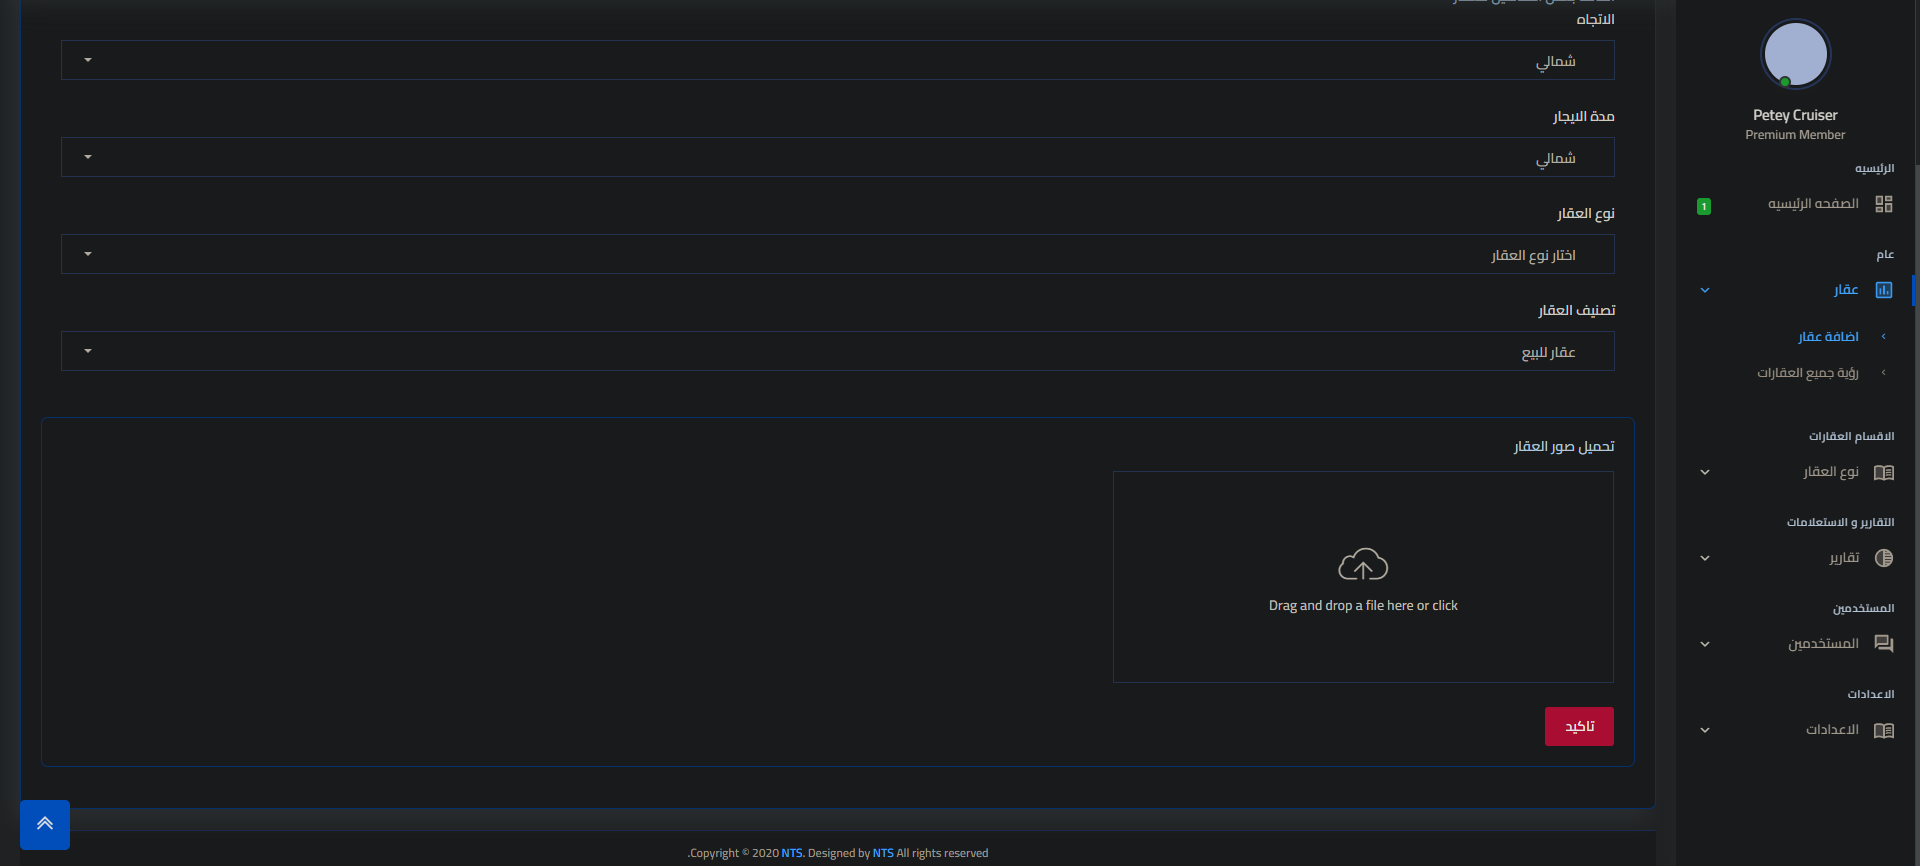 الاتجاه
شمالي
مدة الايجار
شمالي
نوع العقار
اختار نوع العقار
تصنيف العقار
عقار للبيع
تحميل صور العقار
Drag and drop a file here or click
تاكيد
Copyright © 2020 NTS. Designed by NTS All rights reserved.
Petey Cruiser
Premium Member
الرئيسيه
الصفحه الرئيسيه
1
عام
عقار
اضافة عقار
رؤية جميع العقارات
الاقسام العقارات
نوع العقار
التقارير و الاستعلامات
تقارير
المستخدمين
المستخدمين
الاعدادات
الاعدادات